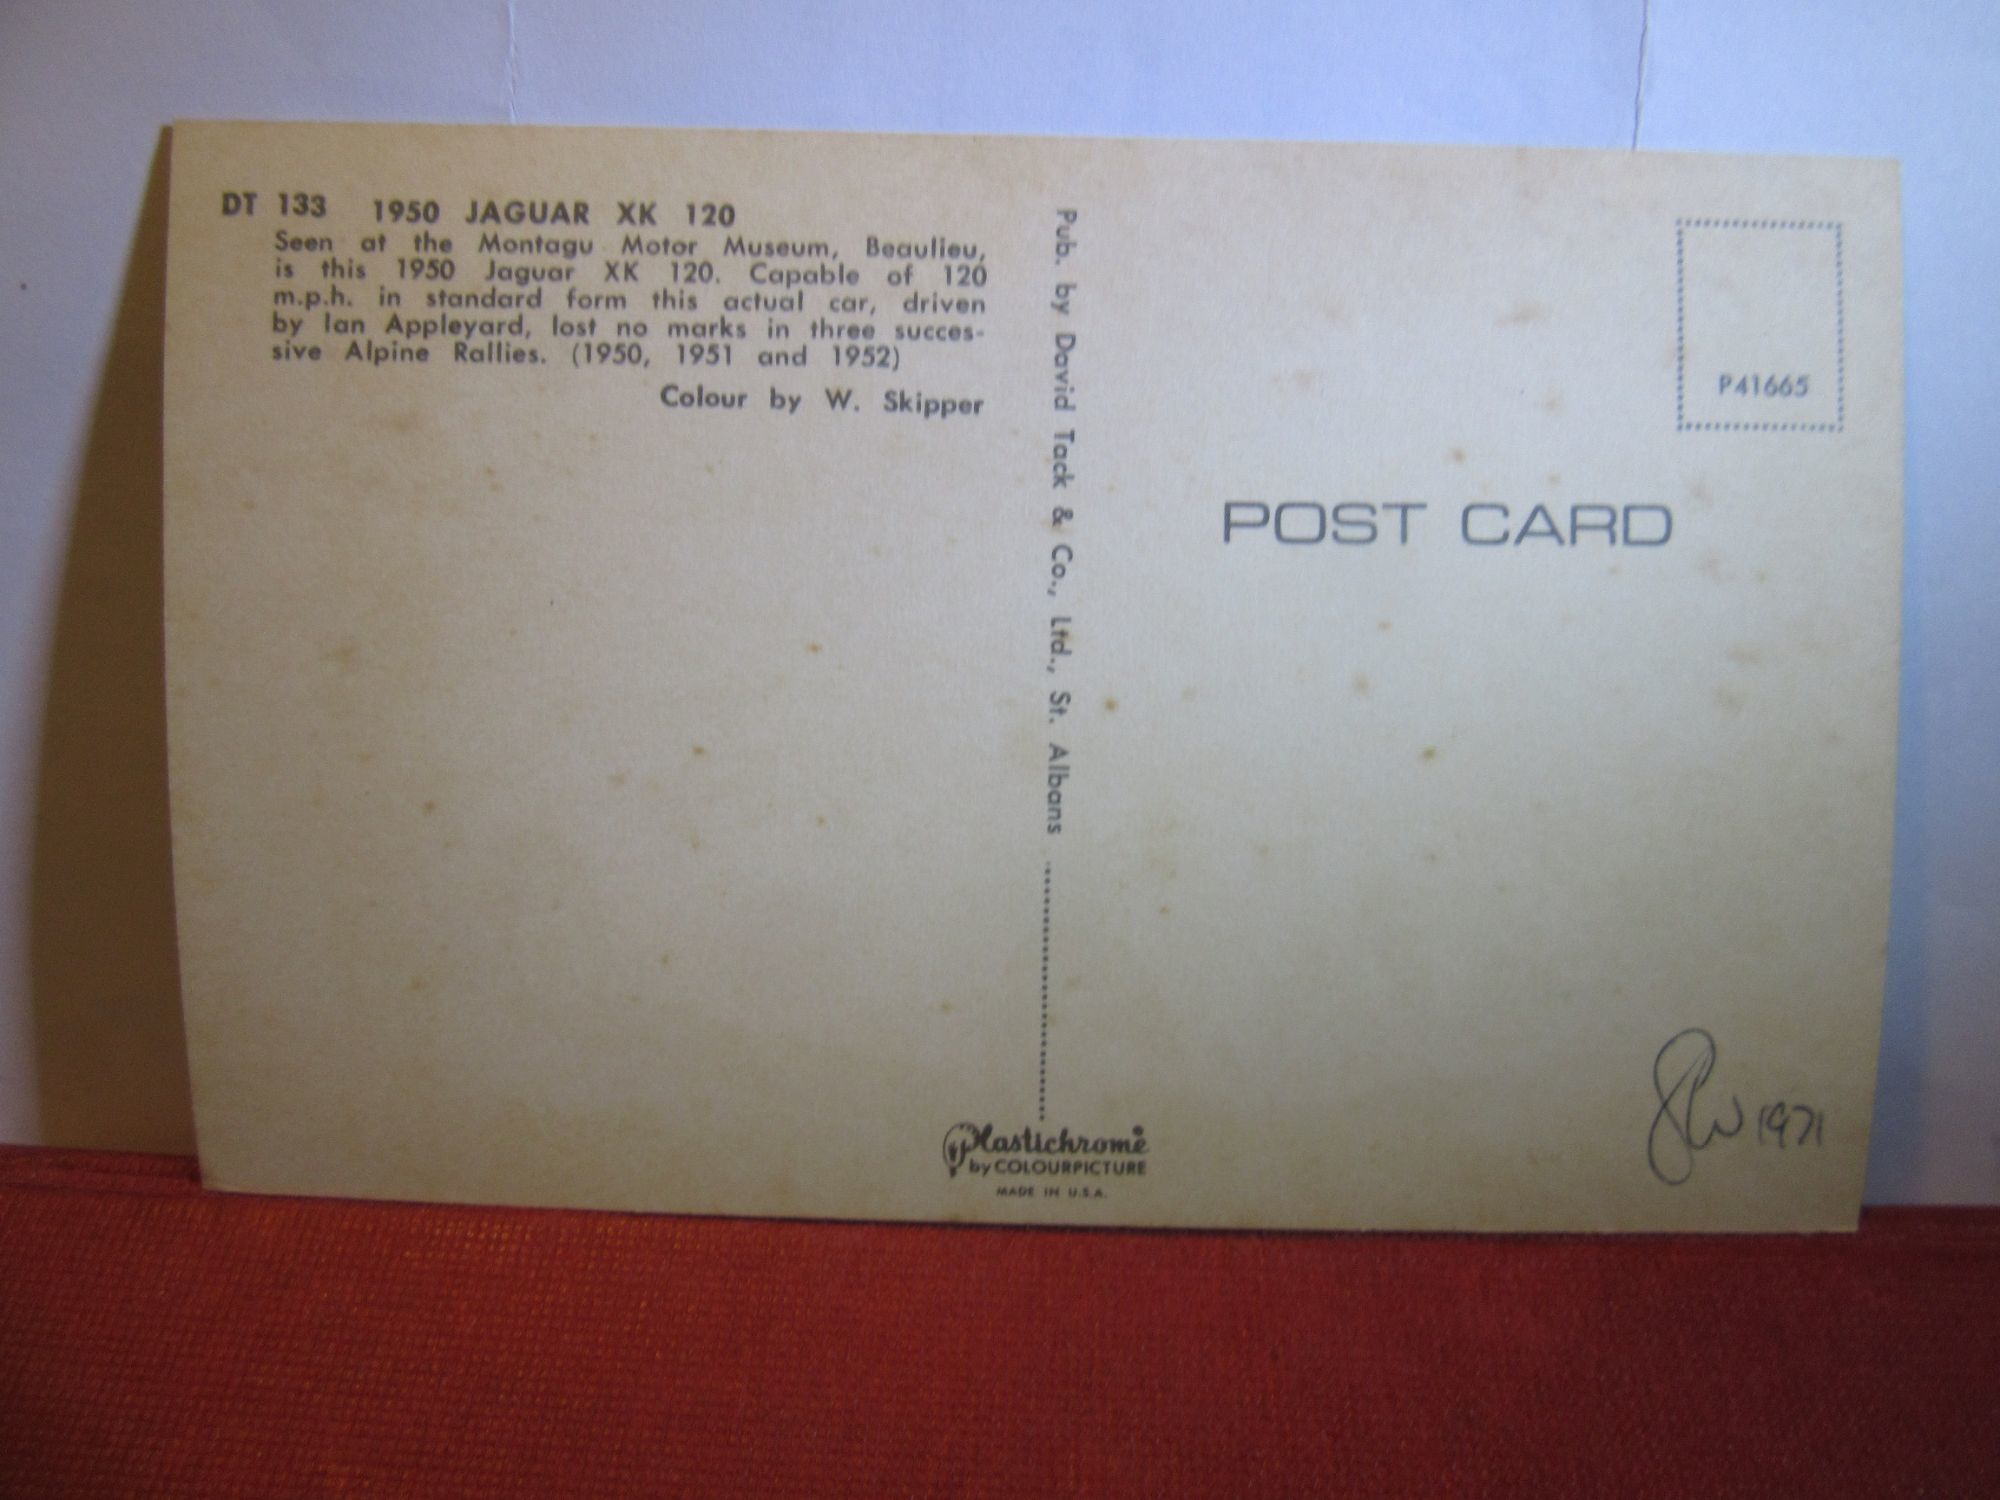 DT 133 1950 JAGUAR XK 120
Seen at the Montagu Motor Museum, Beaulieu,
is this 1950 Jaguar XK 120. Capable of 120
m.p.h. in standard form this actual car, driven
by Ian Appleyard, lost no marks in three succes-
sive Alpine Rallies. (1950, 1951 and 1952)
Colour by W. Skipper
Pub. by David Tack & Co., Ltd., St. Albans
P41665
POST CARD
Plastichrome
by COLOURPICTURE
MADE IN U.S.A.
1971